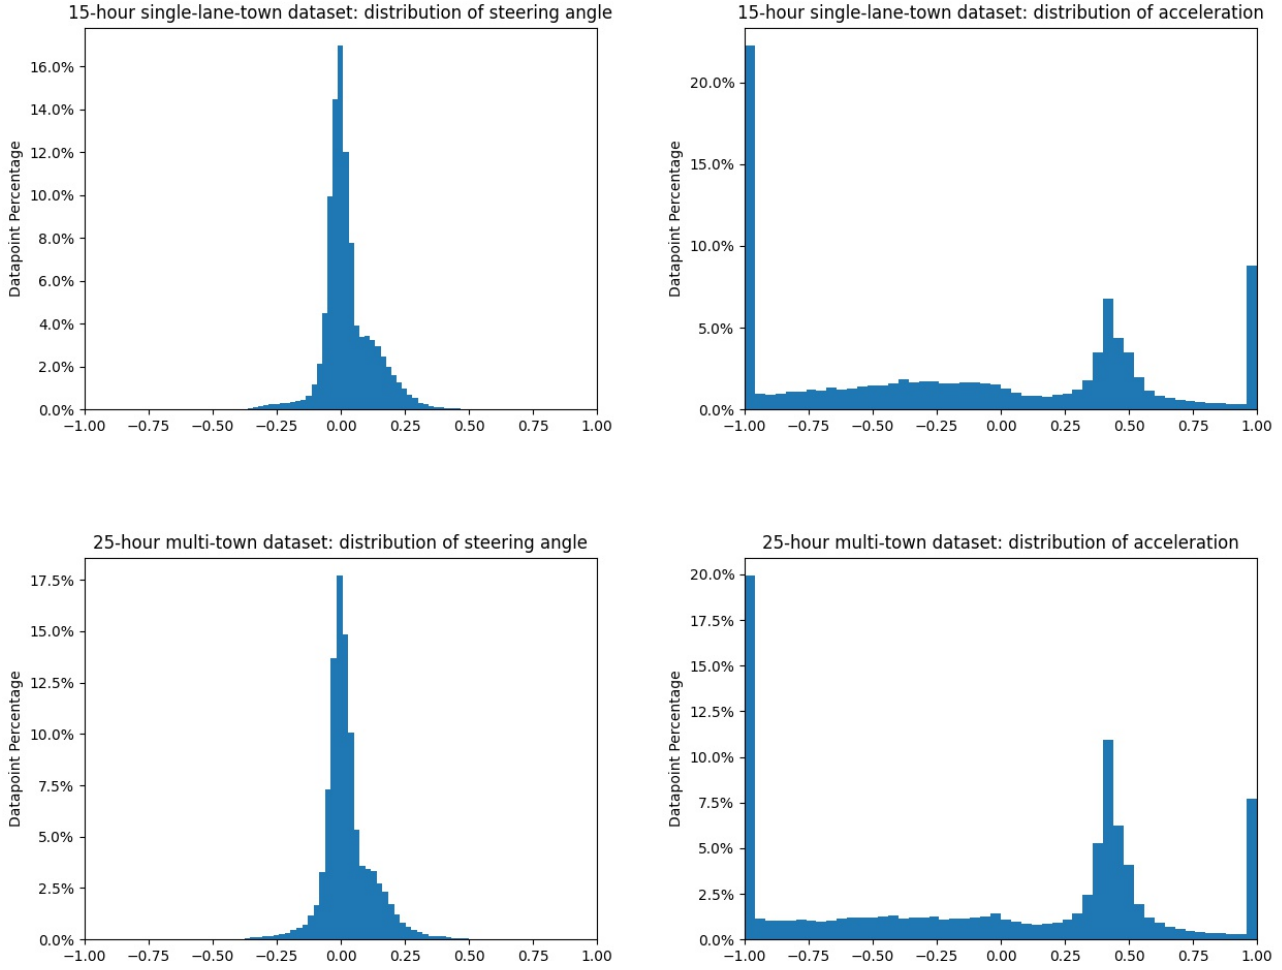 15-hour single-lane-town dataset: distribution of steering angle
Datapoint Percentage
16.0%
14.0%
12.0%
10.0%
8.0%
6.0%
4.0%
2.0%
0.0%
−1.00 −0.75 −0.50 −0.25 0.00 0.25 0.50 0.75 1.00
15-hour single-lane-town dataset: distribution of acceleration
Datapoint Percentage
20.0%
15.0%
10.0%
5.0%
0.0%
−1.00 −0.75 −0.50 −0.25 0.00 0.25 0.50 0.75 1.00
25-hour multi-town dataset: distribution of steering angle
Datapoint Percentage
17.5%
15.0%
12.5%
10.0%
7.5%
5.0%
2.5%
0.0%
−1.00 −0.75 −0.50 −0.25 0.00 0.25 0.50 0.75 1.00
25-hour multi-town dataset: distribution of acceleration
Datapoint Percentage
20.0%
17.5%
15.0%
12.5%
10.0%
7.5%
5.0%
2.5%
0.0%
−1.00 −0.75 −0.50 −0.25 0.00 0.25 0.50 0.75 1.00